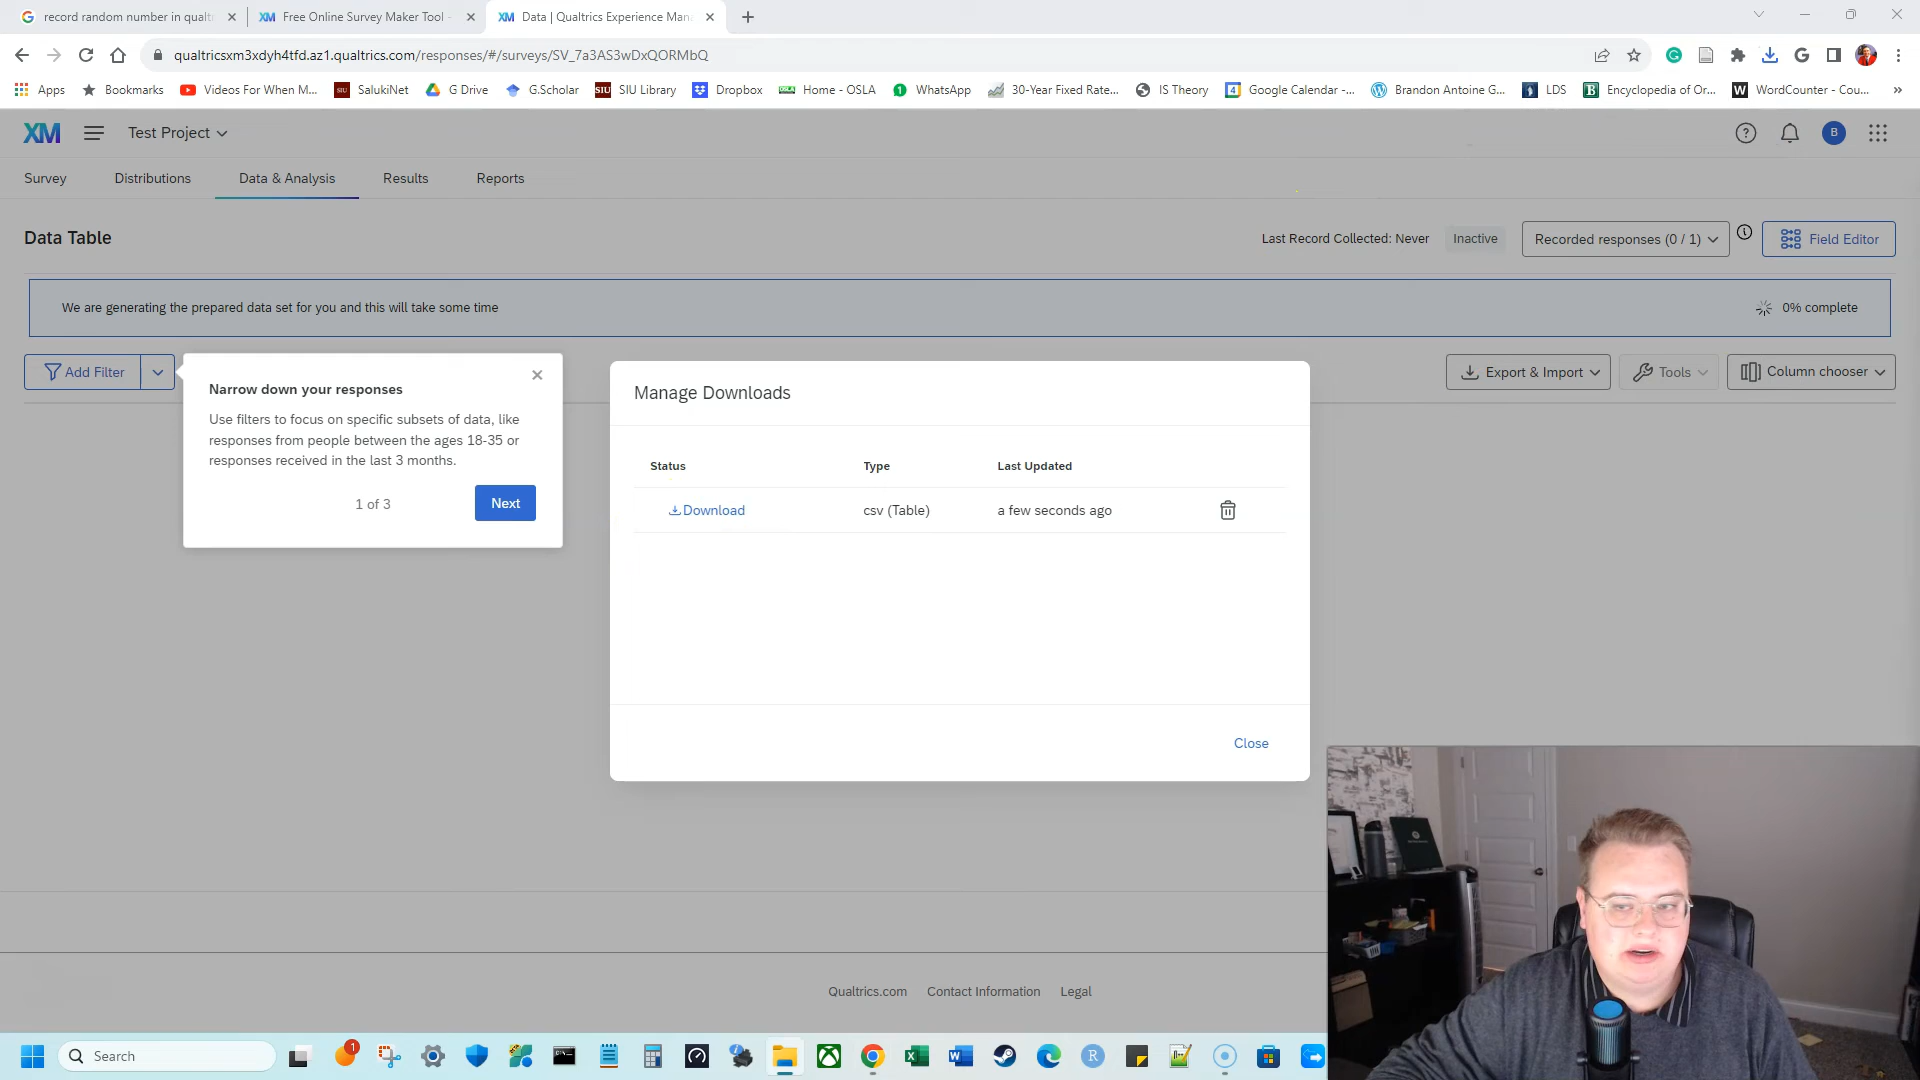 record random number in qualt
Free Online Survey Maker Tool -
XM Data | Qualtrics Experience Man
qualtricsxm3xdyh4tfd.az1.qualtrics.com/responses/#/surveys/SV_7a3AS3wDxQORMbQ
Apps
Bookmarks
Videos For When M...
SIU SalukiNet
G Drive
G.Scholar
SIU SIU Library
Dropbox
OSLA Home - OSLA
1 WhatsApp
30-Year Fixed Rate...
IS Theory
4 Google Calendar -...
Brandon Antoine G...
LDS
B Encyclopedia of Or...
W WordCounter - Cou...
XM
Test Project
B
Survey
Distributions
Data & Analysis
Results
Reports
Data Table
Last Record Collected: Never
Inactive
Recorded responses (0 / 1)
Field Editor
We are generating the prepared data set for you and this will take some time
0% complete
Add Filter
Export & Import
Tools
Column chooser
Narrow down your responses
Use filters to focus on specific subsets of data, like
responses from people between the ages 18-35 or
responses received in the last 3 months.
1 of 3
Next
Manage Downloads
Status
Type
Last Updated
Download
csv (Table)
a few seconds ago
Close
Qualtrics.com
Contact Information
Legal
Search
1